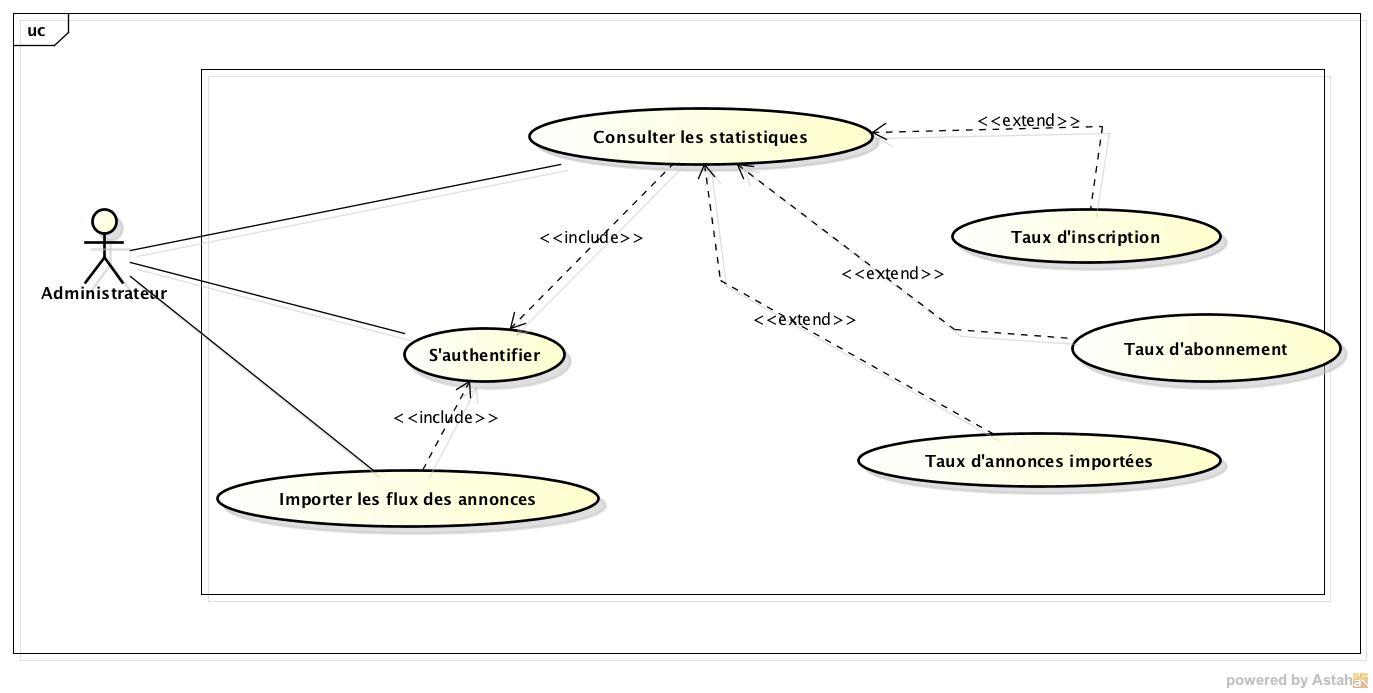 uc
Consulter les statistiques
<<extend>>
Taux d'inscription
<<include>>
<<extend>>
Administrateur
<<extend>>
S'authentifier
Taux d'abonnement
<<include>>
Taux d'annonces importées
Importer les flux des annonces
powered by Astah